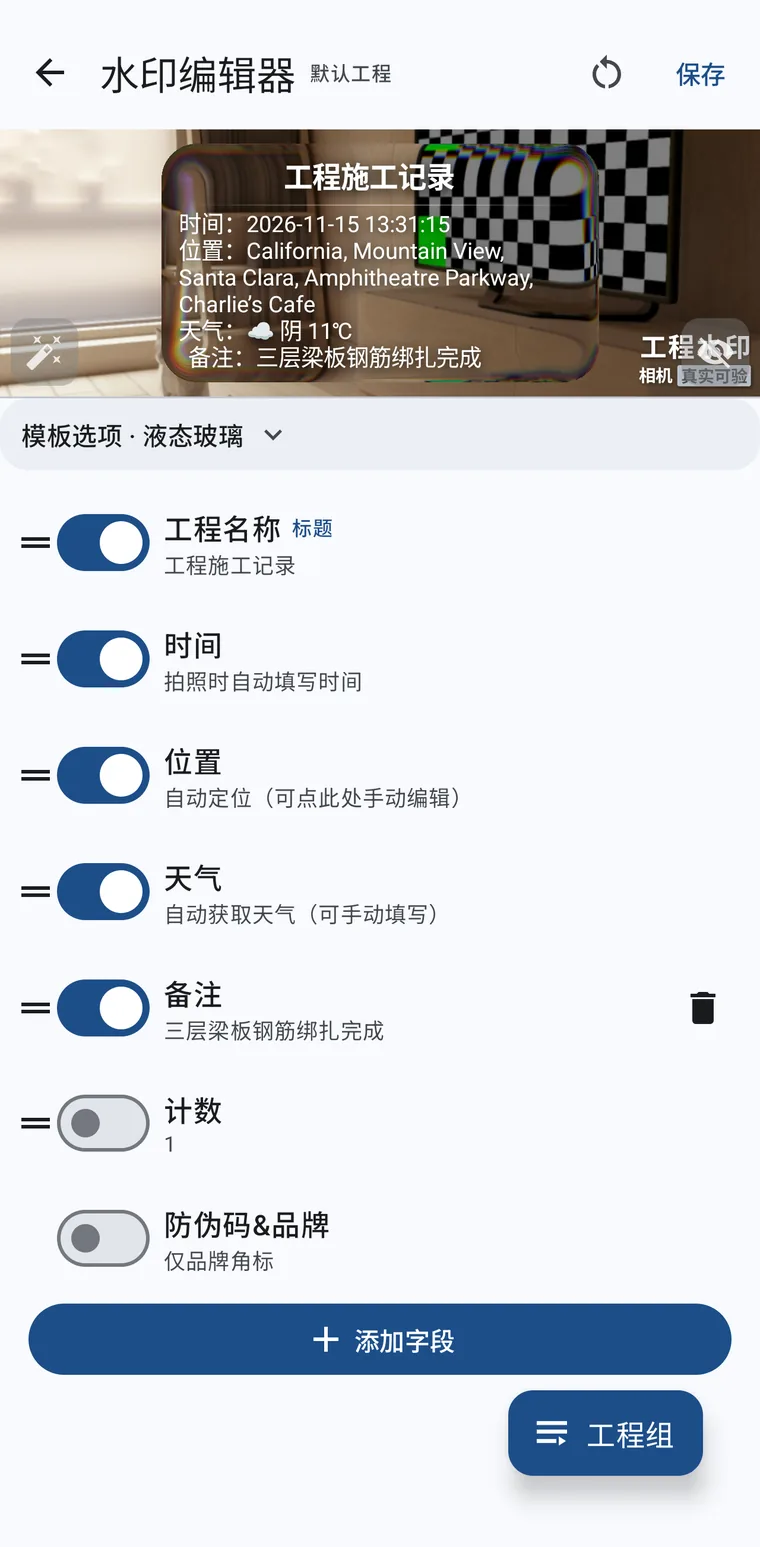 水印编辑器 默认工程 保存
工程施工记录
时间：2026-11-15 13:31:15
位置：California, Mountain View,
Santa Clara, Amphitheatre Parkway,
Charlie's Cafe
天气：☁️ 阴 11℃
备注：三层梁板钢筋绑扎完成
工程水印
相机 真实可验
模板选项 · 液态玻璃
工程名称 标题
工程施工记录
时间
拍照时自动填写时间
位置
自动定位（可点此处手动编辑）
天气
自动获取天气（可手动填写）
备注
三层梁板钢筋绑扎完成
计数
1
防伪码&品牌
仅品牌角标
添加字段
工程组